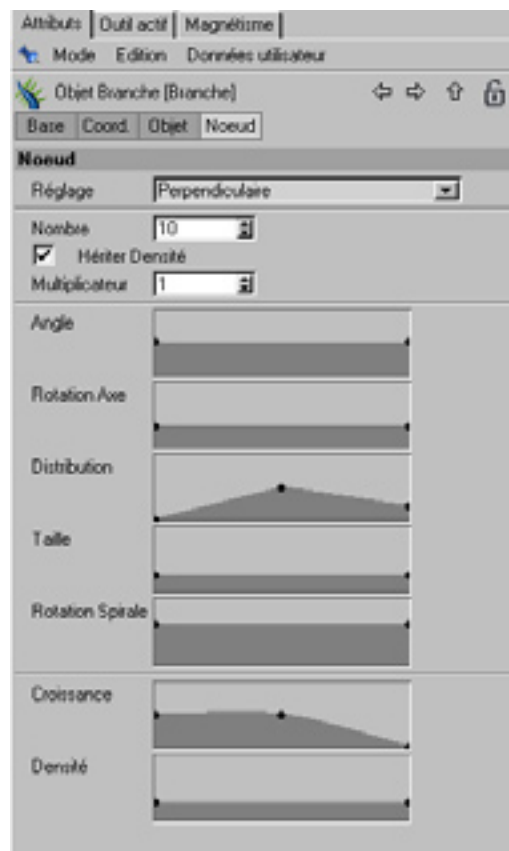 Attributs Outil actif Magnétisme
Mode Edition Données utilisateur
Objet Branche [Branche]
Base Coord. Objet Noeud
Noeud
Réglage Perpendiculaire
Nombre 10
Hériter Densité
Multiplicateur 1
Angle
Rotation Axe
Distribution
Taille
Rotation Spirale
Croissance
Densité